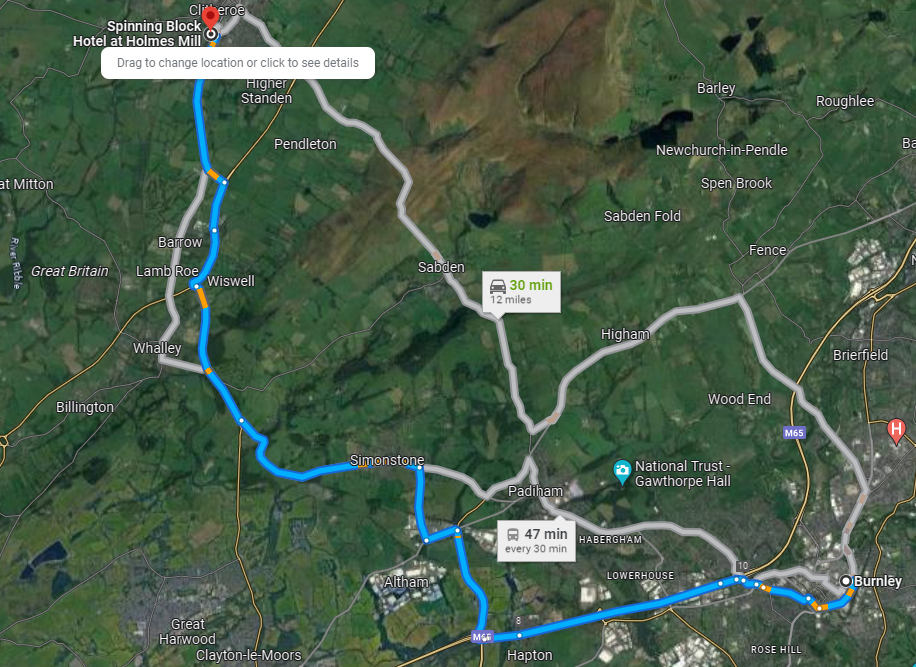 Clitheroe
Spinning Block
Hotel at Holmes Mill
Drag to change location or click to see details
Higher
Standen
Barley
Roughlee
Pendleton
Newchurch-in-Pendle
Ba
at Mitton
Spen Brook
Sabden Fold
Barrow
Fence
River Ribble
Great Britain
Lamb Roe
Wiswell
Sabden
30 min
12 miles
Higham
Whalley
Brierfield
Billington
Wood End
M65
H
Simonstone
National Trust -
Gawthorpe Hall
Padiham
47 min
every 30 min
HABERGHAM
10
LOWERHOUSE
Altham
Burnley
8
Great
Harwood
M65
Clayton-le-Moors
Hapton
ROSE HILL